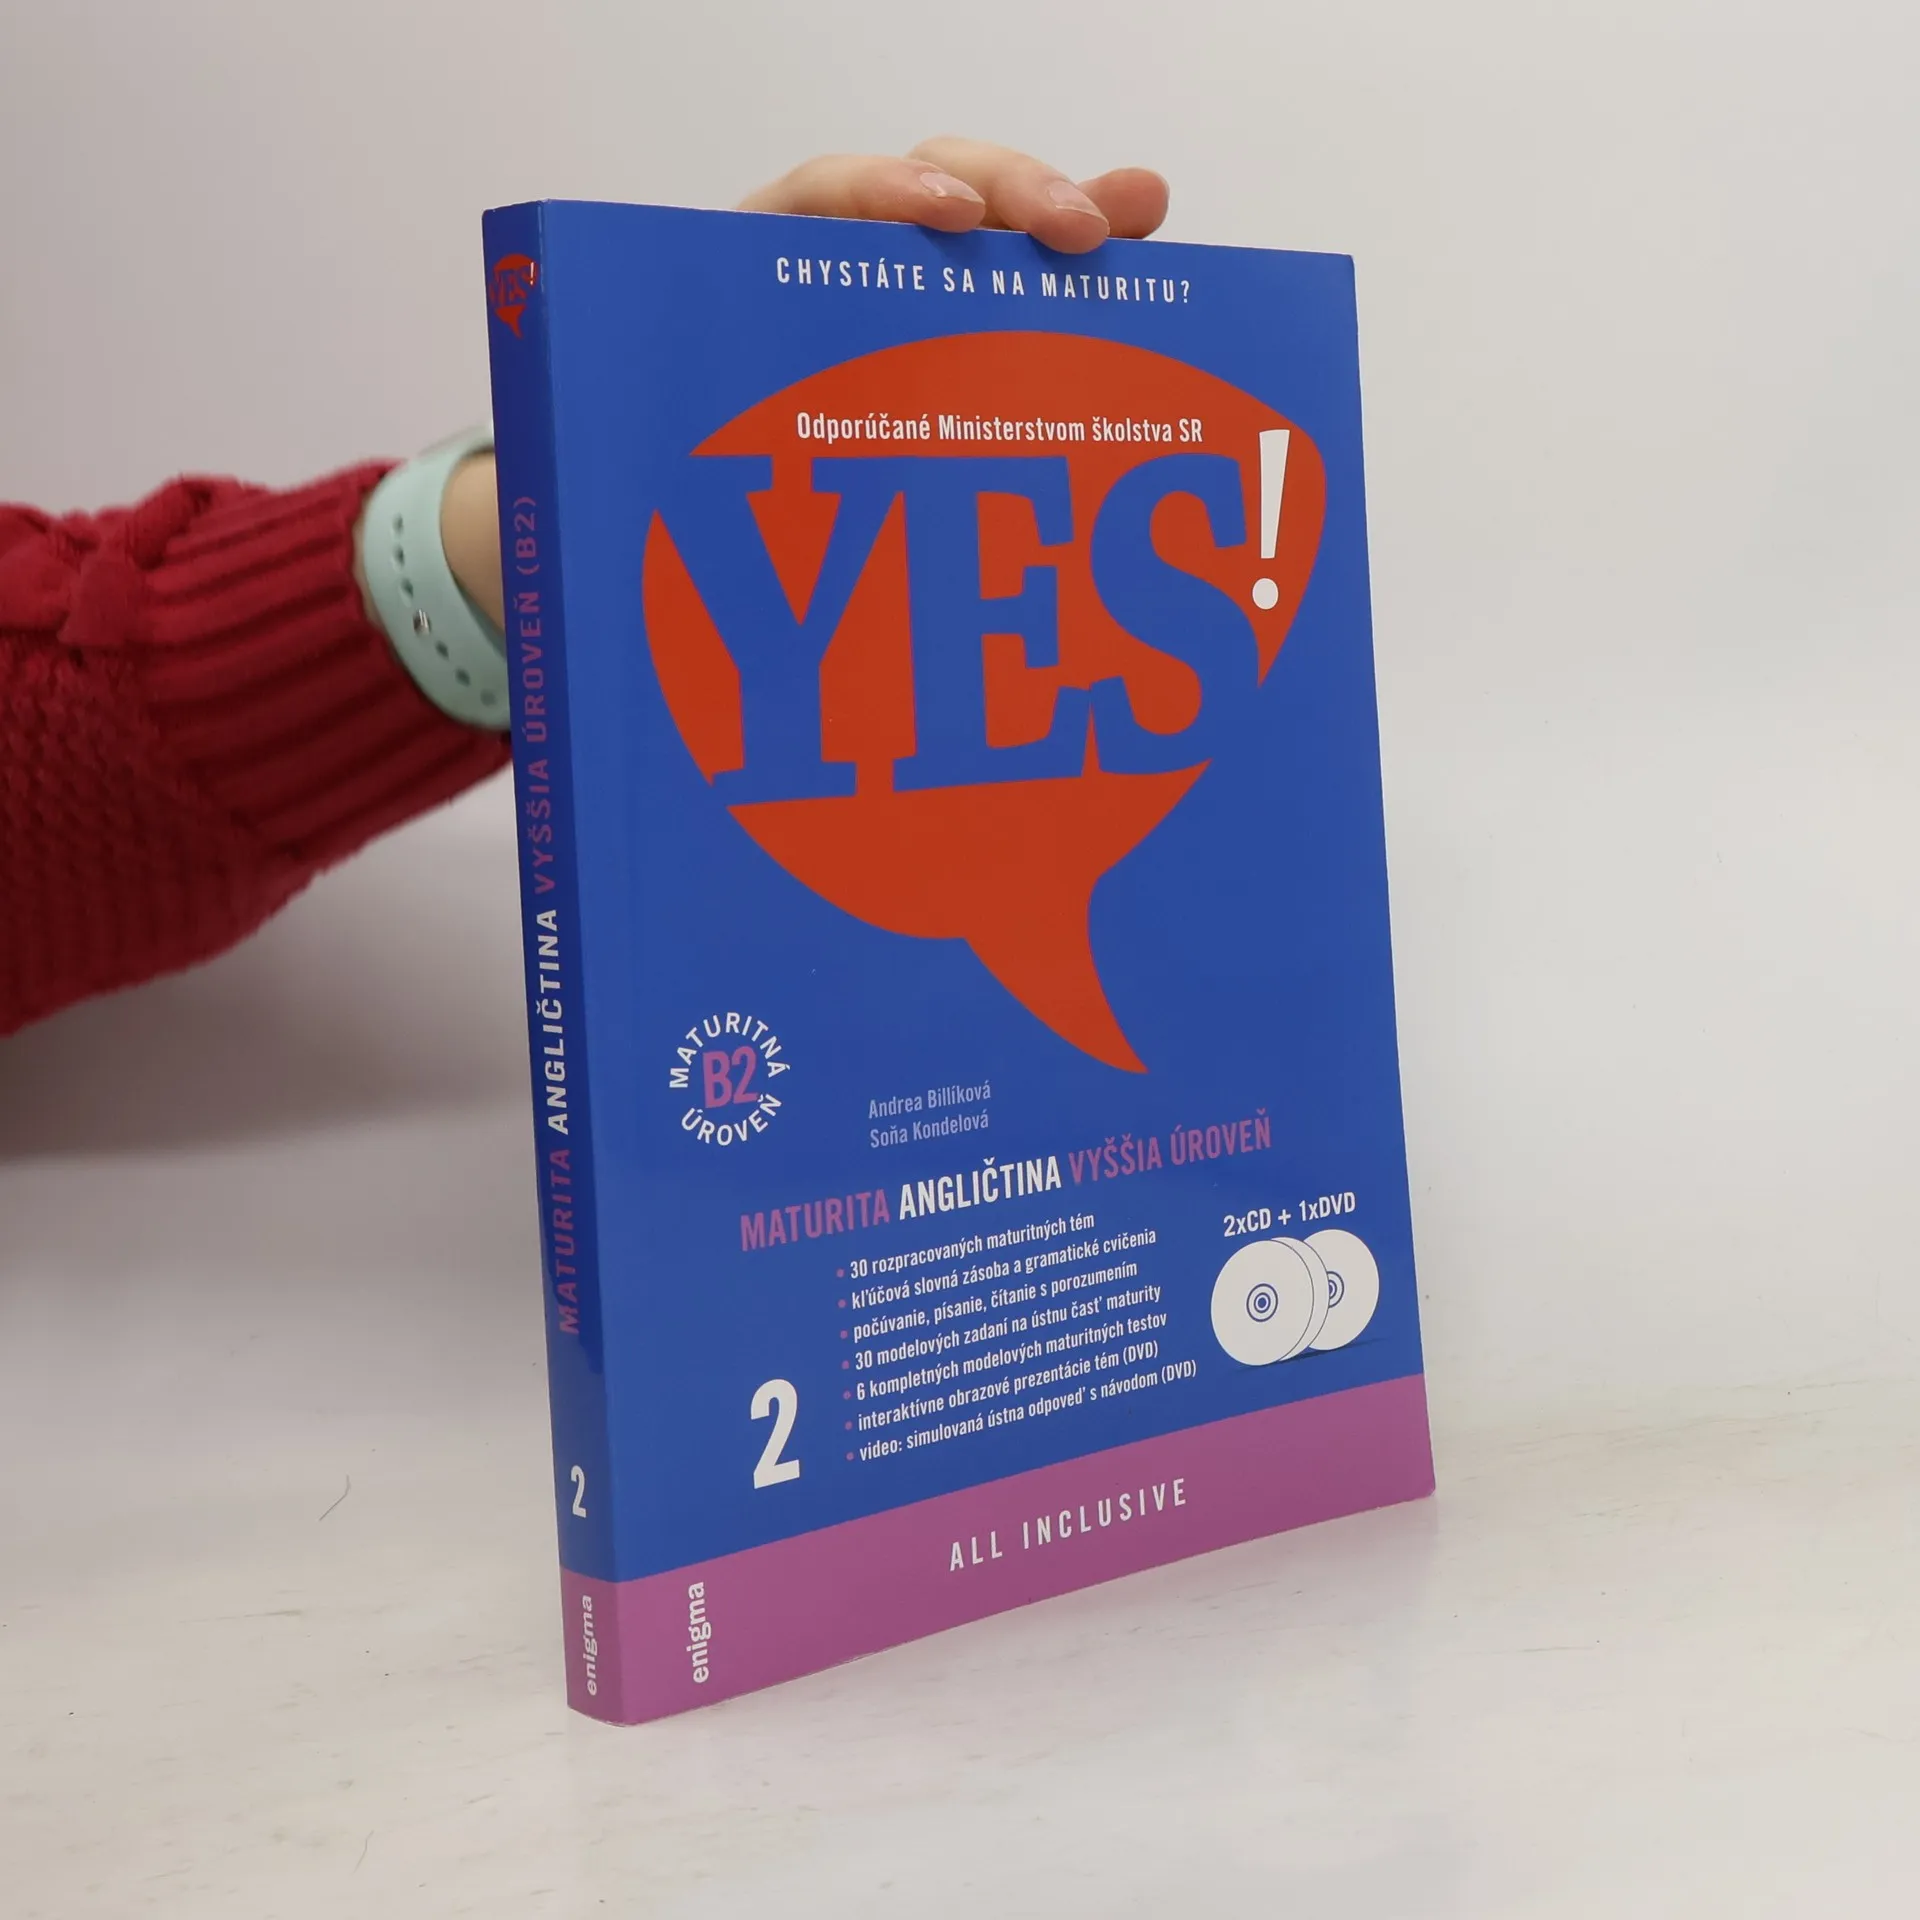 CHYSTÁTE SA NA MATURITU?
Odporúčané Ministerstvom školstva SR
YES!
MATURITNÁ
B2
ÚROVEŇ
Andrea Billíková
Soňa Kondelová
MATURITA ANGLIČTINA VYŠŠIA ÚROVEŇ
• 30 rozpracovaných maturitných tém
• kľúčová slovná zásoba a gramatické cvičenia
• počúvanie, písanie, čítanie s porozumením
• 30 modelových zadaní na ústnu časť maturity
• 6 kompletných modelových maturitných testov
• interaktívne obrazové prezentácie tém (DVD)
• video: simulovaná ústna odpoveď s návodom (DVD)
2xCD + 1xDVD
2
ALL INCLUSIVE
enigma
YES!
MATURITA ANGLIČTINA VYŠŠIA ÚROVEŇ (B2)
2
enigma